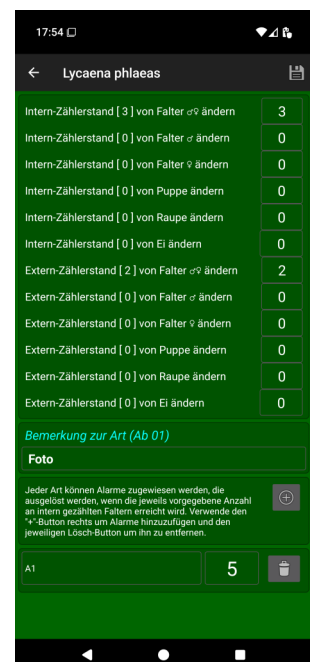 17:54
Lycaena phlaeas
Intern-Zählerstand [ 3 ] von Falter ♂♀ ändern 3
Intern-Zählerstand [ 0 ] von Falter ♂ ändern 0
Intern-Zählerstand [ 0 ] von Falter ♀ ändern 0
Intern-Zählerstand [ 0 ] von Puppe ändern 0
Intern-Zählerstand [ 0 ] von Raupe ändern 0
Intern-Zählerstand [ 0 ] von Ei ändern 0
Extern-Zählerstand [ 2 ] von Falter ♂♀ ändern 2
Extern-Zählerstand [ 0 ] von Falter ♂ ändern 0
Extern-Zählerstand [ 0 ] von Falter ♀ ändern 0
Extern-Zählerstand [ 0 ] von Puppe ändern 0
Extern-Zählerstand [ 0 ] von Raupe ändern 0
Extern-Zählerstand [ 0 ] von Ei ändern 0
Bemerkung zur Art (Ab 01)
Foto
Jeder Art können Alarme zugewiesen werden, die
ausgelöst werden, wenn die jeweils vorgegebene Anzahl
an intern gezählten Faltern erreicht wird. Verwende den
"+"-Button rechts um Alarme hinzuzufügen und den
jeweiligen Lösch-Button um ihn zu entfernen.
A1 5